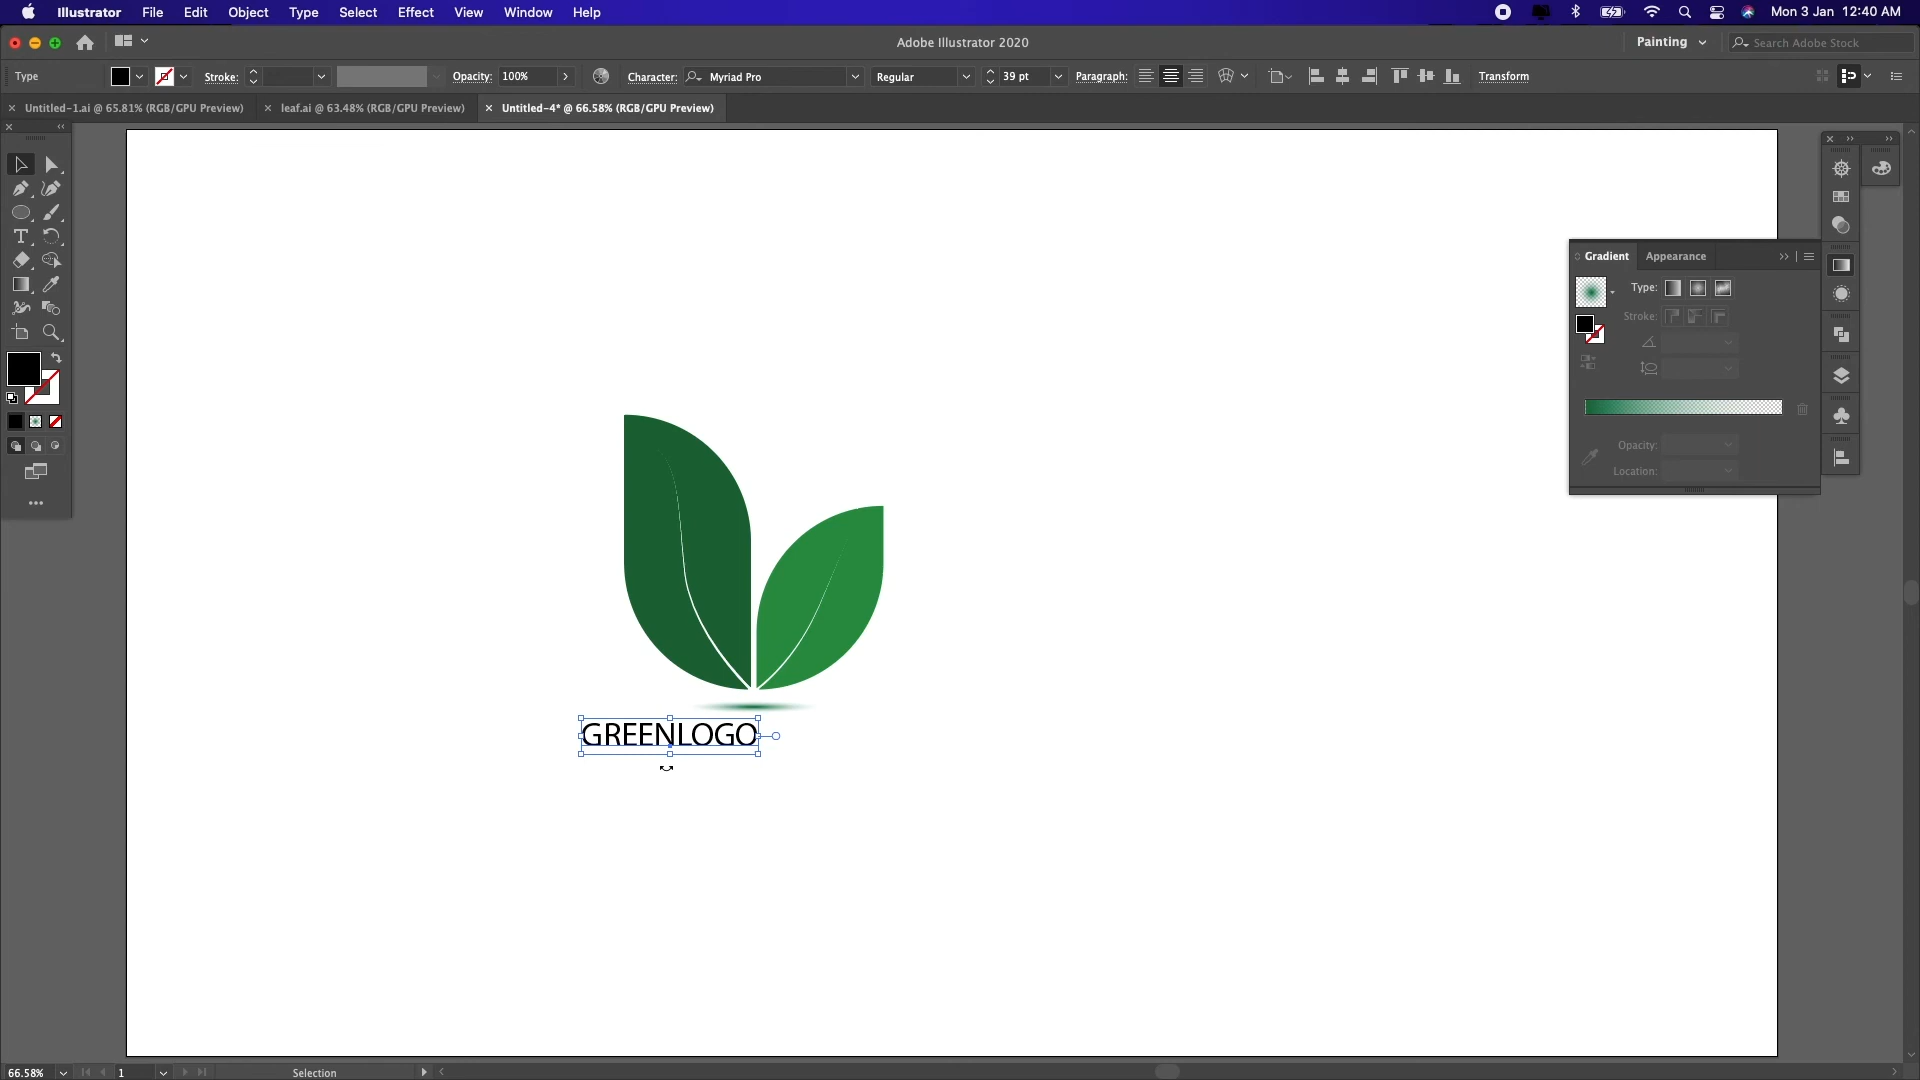 Illustrator File Edit Object Type Select Effect View Window Help Mon 3 Jan 12:40 AM
Adobe Illustrator 2020 Painting Search Adobe Stock
Type Stroke: Opacity: 100% Character: Myriad Pro Regular 39 pt Paragraph: Transform
Untitled-1.ai @ 65.81% (RGB/GPU Preview) leaf.ai @ 63.48% (RGB/GPU Preview) Untitled-4* @ 66.58% (RGB/GPU Preview)
Gradient Appearance
Type:
Stroke:
Opacity:
Location:
GREENLOGO
66.58% 1 Selection